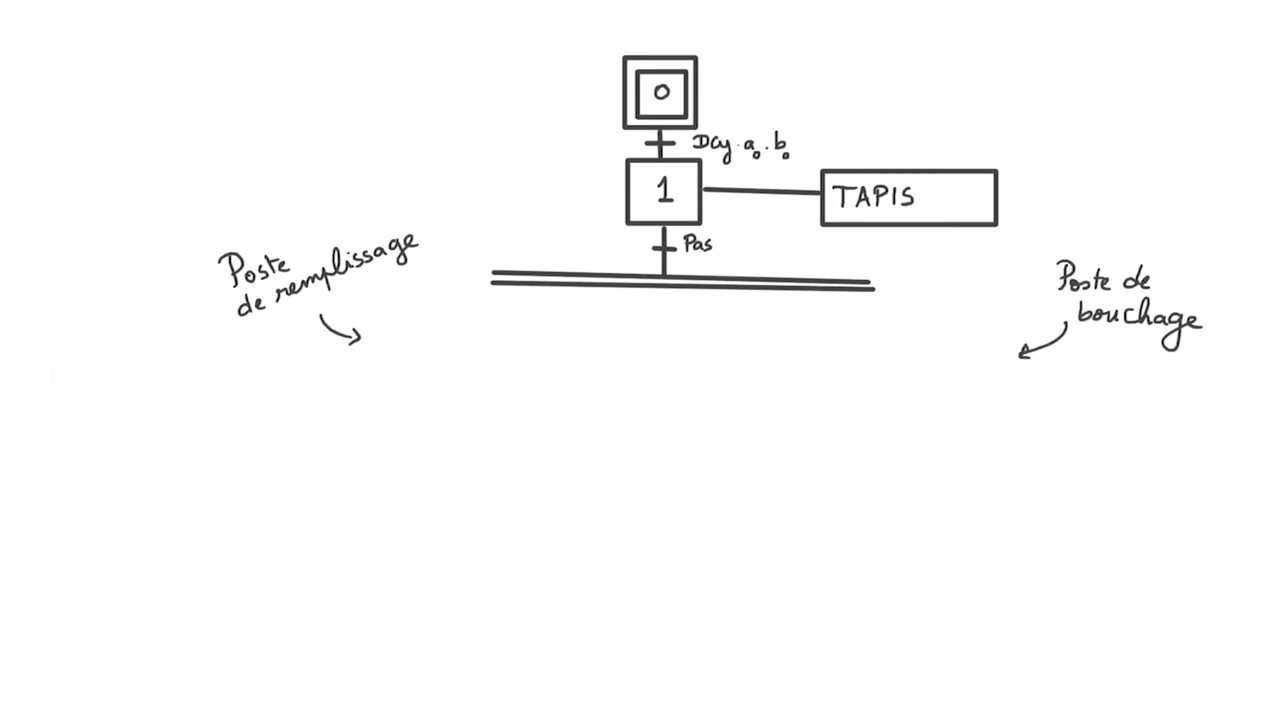 0
Dcy . a₀ . b₀
1
TAPIS
Pas
Poste
de remplissage
Poste de
bouchage